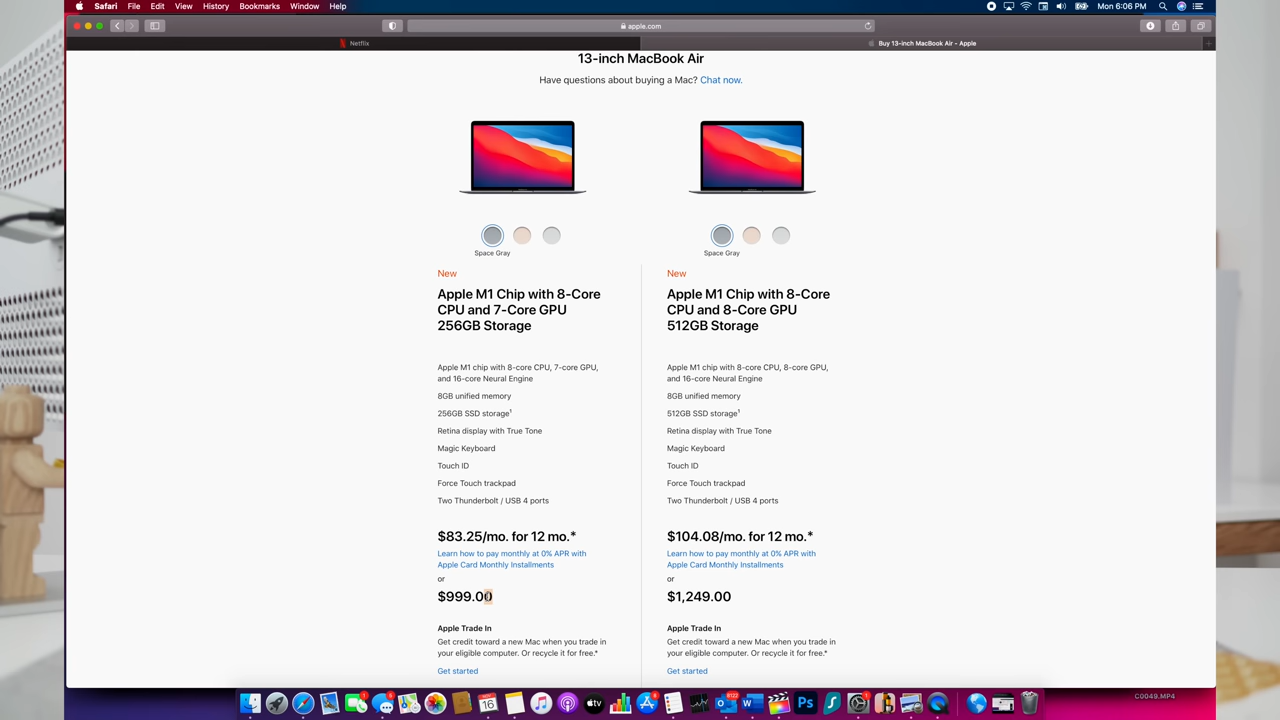 Safari File Edit View History Bookmarks Window Help Mon 6:06 PM
apple.com
Netflix Buy 13-inch MacBook Air - Apple
13-inch MacBook Air
Have questions about buying a Mac? Chat now.
Space Gray Space Gray
New
Apple M1 Chip with 8-Core
CPU and 7-Core GPU
256GB Storage
Apple M1 chip with 8-core CPU, 7-core GPU,
and 16-core Neural Engine
8GB unified memory
256GB SSD storage¹
Retina display with True Tone
Magic Keyboard
Touch ID
Force Touch trackpad
Two Thunderbolt / USB 4 ports
$83.25/mo. for 12 mo.*
Learn how to pay monthly at 0% APR with
Apple Card Monthly Installments
or
$999.00
Apple Trade In
Get credit toward a new Mac when you trade in
your eligible computer. Or recycle it for free.*
Get started
New
Apple M1 Chip with 8-Core
CPU and 8-Core GPU
512GB Storage
Apple M1 chip with 8-core CPU, 8-core GPU,
and 16-core Neural Engine
8GB unified memory
512GB SSD storage¹
Retina display with True Tone
Magic Keyboard
Touch ID
Force Touch trackpad
Two Thunderbolt / USB 4 ports
$104.08/mo. for 12 mo.*
Learn how to pay monthly at 0% APR with
Apple Card Monthly Installments
or
$1,249.00
Apple Trade In
Get credit toward a new Mac when you trade in
your eligible computer. Or recycle it for free.*
Get started
C0049.MP4